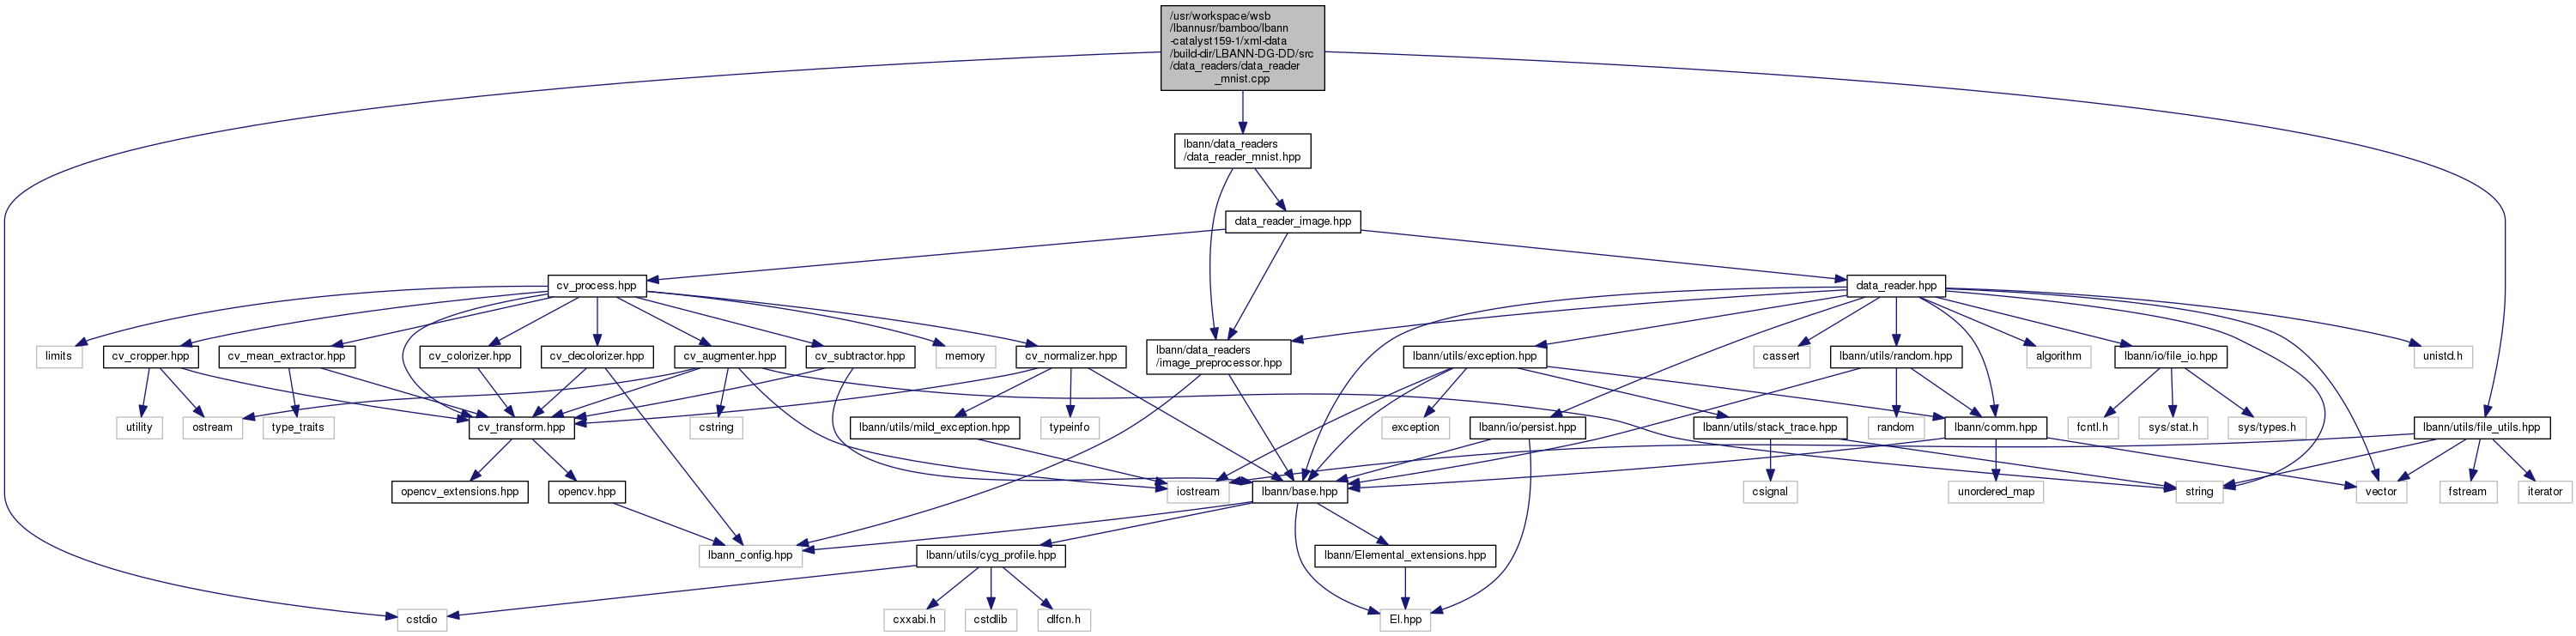 /usr/workspace/wsb
/lbannusr/bamboo/lbann
-catalyst159-1/xml-data
/build-dir/LBANN-DG-DD/src
/data_readers/data_reader
_mnist.cpp
lbann/data_readers
/data_reader_mnist.hpp
data_reader_image.hpp
cv_process.hpp
data_reader.hpp
limits
cv_cropper.hpp
cv_mean_extractor.hpp
cv_colorizer.hpp
cv_decolorizer.hpp
cv_augmenter.hpp
cv_subtractor.hpp
memory
cv_normalizer.hpp
lbann/data_readers
/image_preprocessor.hpp
lbann/utils/exception.hpp
cassert
lbann/utils/random.hpp
algorithm
lbann/io/file_io.hpp
unistd.h
utility
ostream
type_traits
cv_transform.hpp
cstring
lbann/utils/mild_exception.hpp
typeinfo
exception
lbann/io/persist.hpp
lbann/utils/stack_trace.hpp
random
lbann/comm.hpp
fcntl.h
sys/stat.h
sys/types.h
lbann/utils/file_utils.hpp
opencv_extensions.hpp
opencv.hpp
iostream
lbann/base.hpp
csignal
unordered_map
string
vector
fstream
iterator
lbann_config.hpp
lbann/utils/cyg_profile.hpp
lbann/Elemental_extensions.hpp
cstdio
cxxabi.h
cstdlib
dlfcn.h
El.hpp